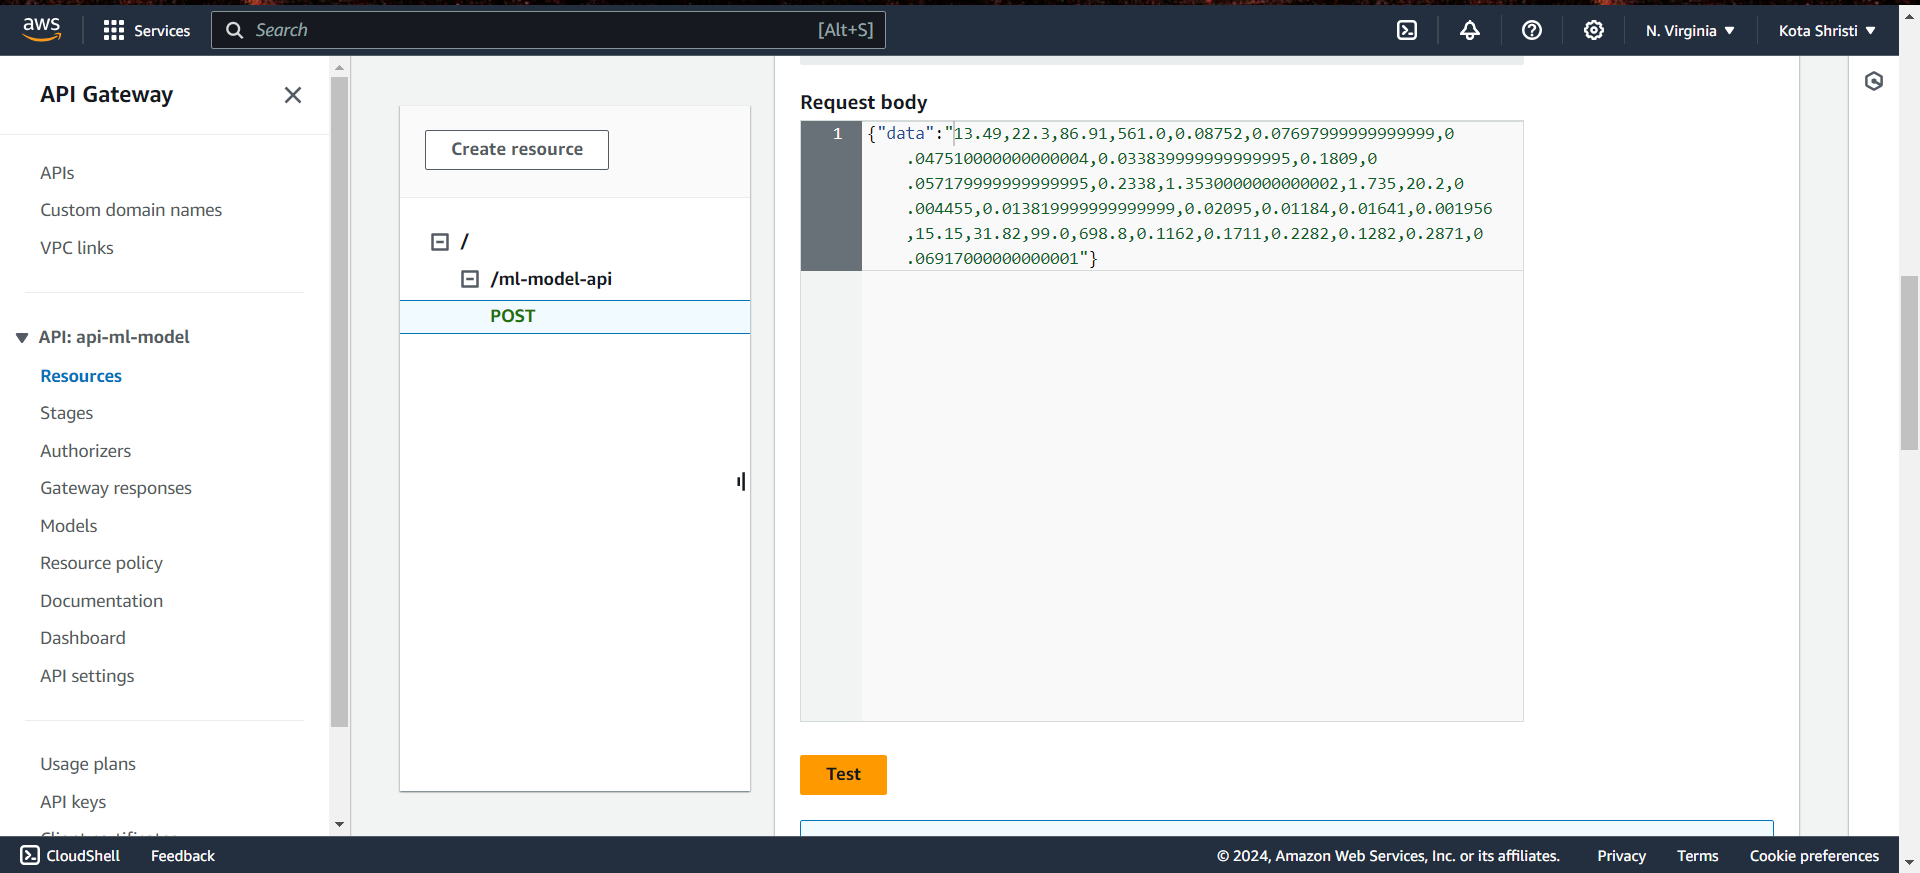 aws
Services
Search
[Alt+S]
N. Virginia
Kota Shristi
API Gateway
APIs
Custom domain names
VPC links
API: api-ml-model
Resources
Stages
Authorizers
Gateway responses
Models
Resource policy
Documentation
Dashboard
API settings
Usage plans
API keys
Client certificates
Create resource
/
/ml-model-api
POST
Request body
1
{"data":"13.49,22.3,86.91,561.0,0.08752,0.07697999999999999,0
.047510000000000004,0.033839999999999995,0.1809,0
.057179999999999995,0.2338,1.3530000000000002,1.735,20.2,0
.004455,0.013819999999999999,0.02095,0.01184,0.01641,0.001956
,15.15,31.82,99.0,698.8,0.1162,0.1711,0.2282,0.1282,0.2871,0
.06917000000000001"}
Test
CloudShell
Feedback
© 2024, Amazon Web Services, Inc. or its affiliates.
Privacy
Terms
Cookie preferences